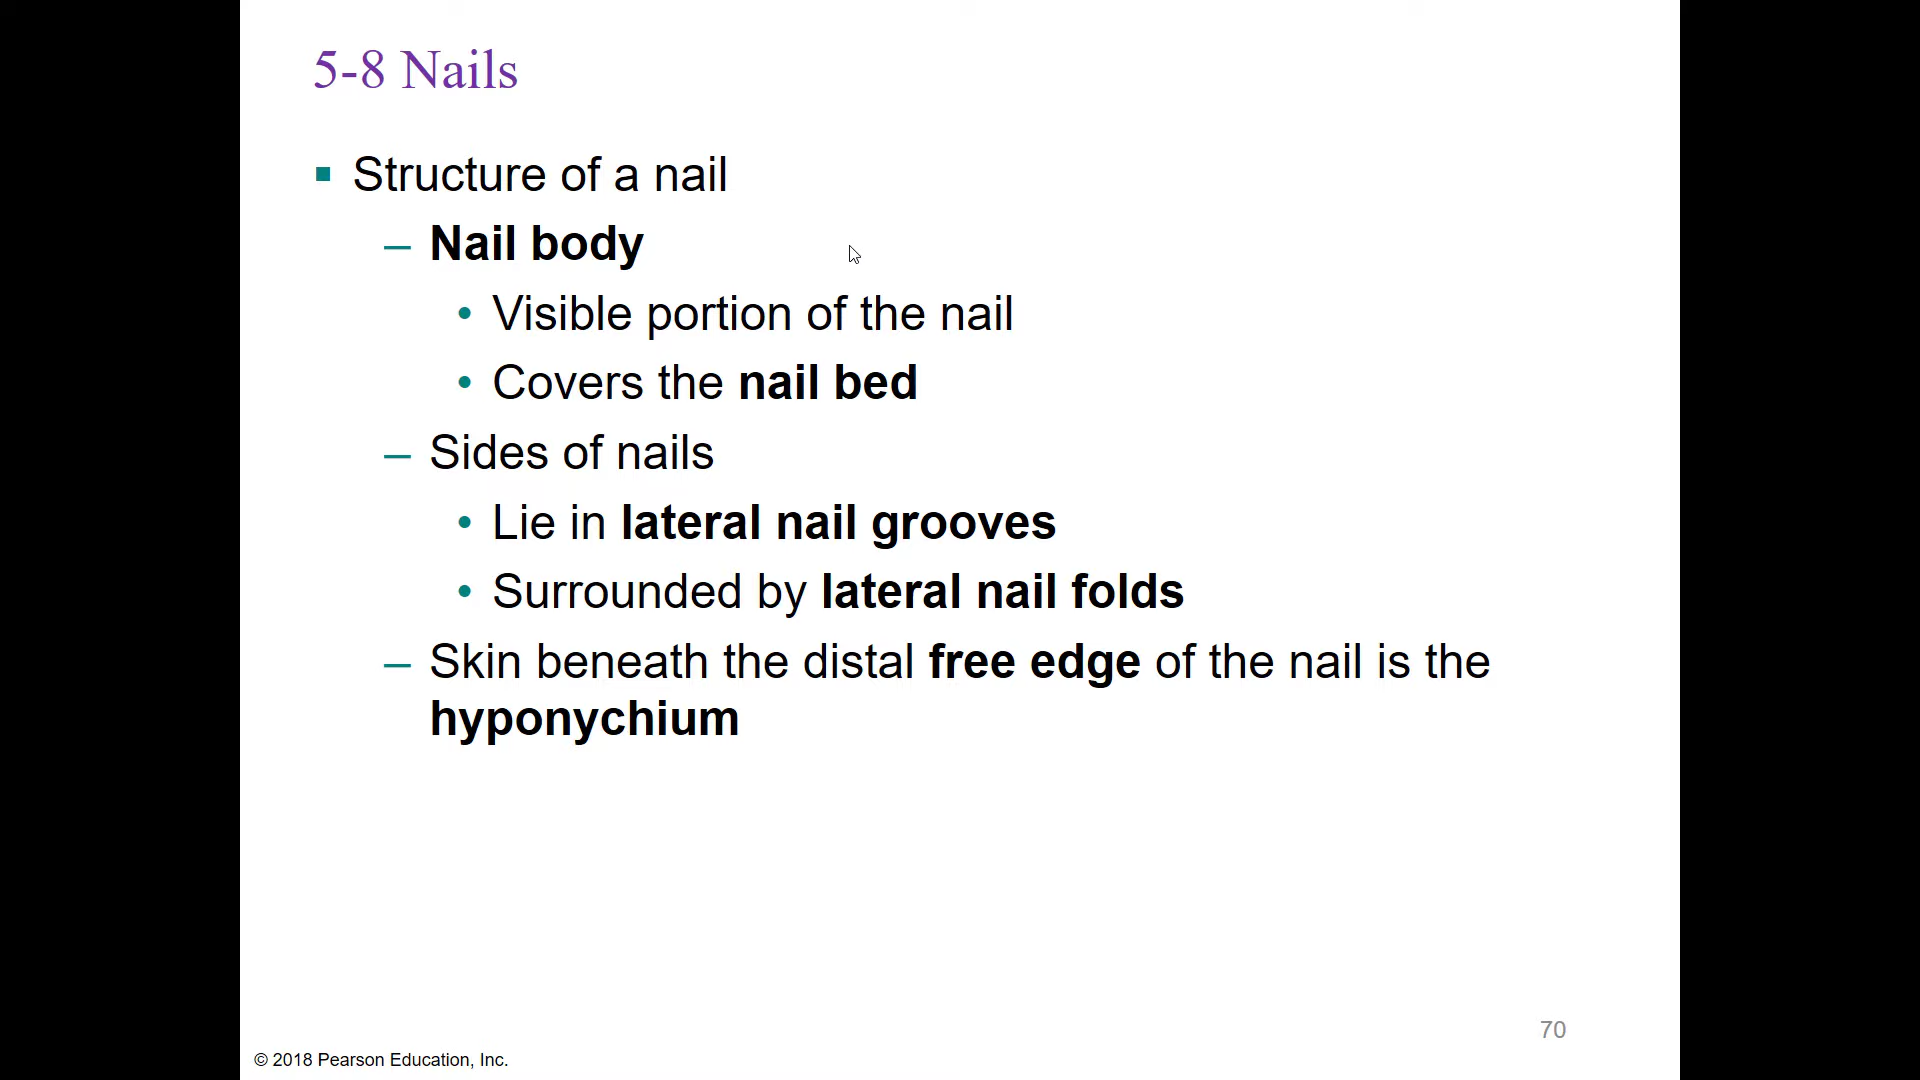 5-8 Nails
▪ Structure of a nail
– Nail body
• Visible portion of the nail
• Covers the nail bed
– Sides of nails
• Lie in lateral nail grooves
• Surrounded by lateral nail folds
– Skin beneath the distal free edge of the nail is the
hyponychium
70
© 2018 Pearson Education, Inc.